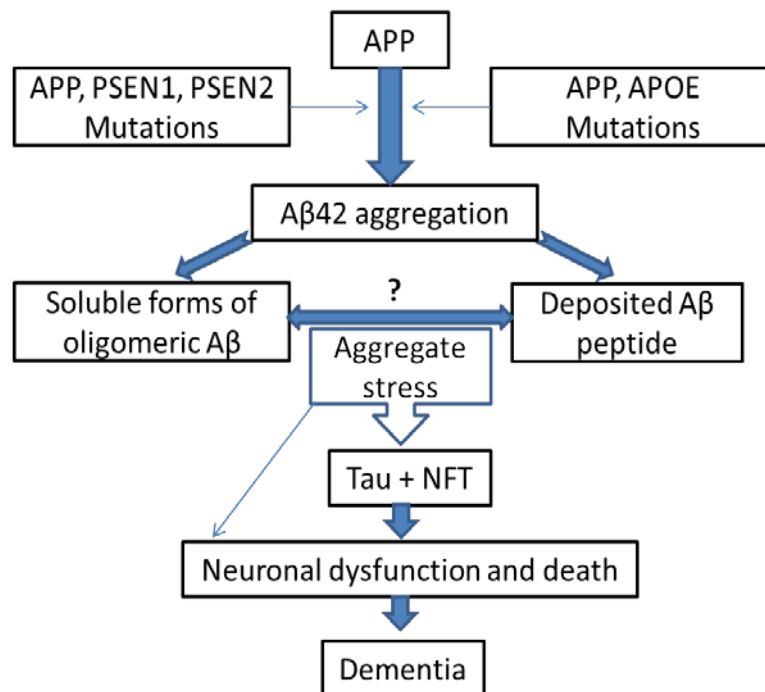 APP
APP, PSEN1, PSEN2
Mutations
APP, APOE
Mutations
Aβ42 aggregation
Soluble forms of
oligomeric Aβ
?
Deposited Aβ
peptide
Aggregate
stress
Tau + NFT
Neuronal dysfunction and death
Dementia